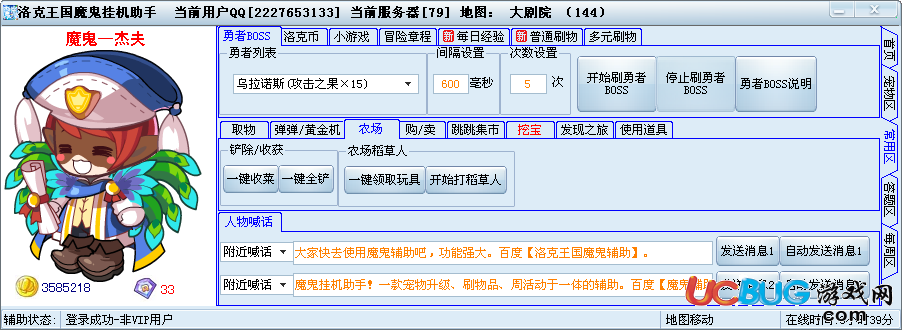 洛克王国魔鬼挂机助手 当前用户QQ[2227653133] 当前服务器[79] 地图： 大剧院 （144）
魔鬼—杰夫
勇者BOSS 洛克币 小游戏 冒险章程 新 每日经验 新 普通刷物 多元刷物
勇者列表 间隔设置 次数设置
乌拉诺斯(攻击之果×15) 600 毫秒 5 次
开始刷勇者BOSS 停止刷勇者BOSS 勇者BOSS说明
取物 弹弹/黄金机 农场 购/卖 跳跳集市 挖宝 发现之旅 使用道具
铲除/收获 农场稻草人
一键收菜 一键全铲 一键领取玩具 开始打稻草人
人物喊话
附近喊话 大家快去使用魔鬼辅助吧，功能强大。百度【洛克王国魔鬼辅助】。 发送消息1 自动发送消息1
附近喊话 魔鬼挂机助手！一款宠物升级、刷物品、周活动于一体的辅助。百度【魔鬼辅助
首页
宠物区
常用区
答题区
每周区
3585218 33
UCBUG游戏网
.com
辅助状态: 登录成功-非VIP用户 地图移动 在线时间:
39分